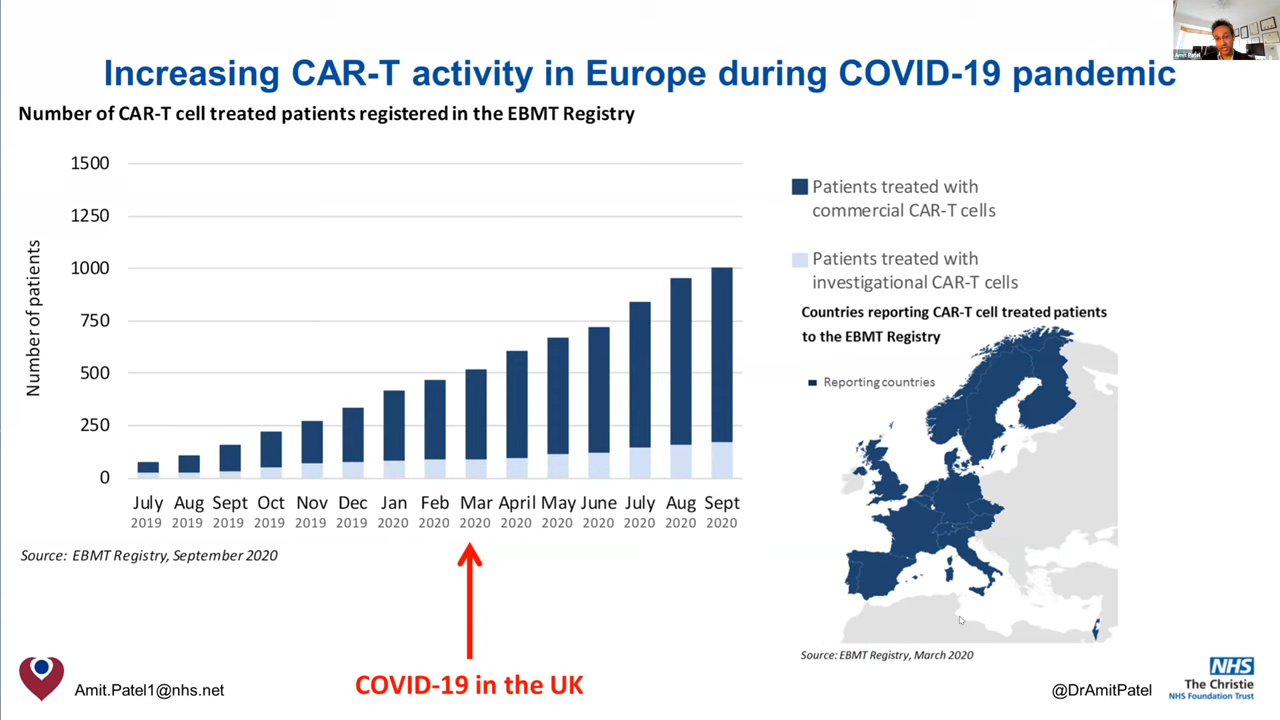 Amit Patel
Increasing CAR-T activity in Europe during COVID-19 pandemic
Number of CAR-T cell treated patients registered in the EBMT Registry
Number of patients
1500
1250
1000
750
500
250
0
July Aug Sept Oct Nov Dec Jan Feb Mar April May June July Aug Sept
2019 2019 2019 2019 2019 2019 2020 2020 2020 2020 2020 2020 2020 2020 2020
Source: EBMT Registry, September 2020
Patients treated with
commercial CAR-T cells
Patients treated with
investigational CAR-T cells
Countries reporting CAR-T cell treated patients
to the EBMT Registry
Reporting countries
Source: EBMT Registry, March 2020
COVID-19 in the UK
Amit.Patel1@nhs.net
@DrAmitPatel
NHS
The Christie
NHS Foundation Trust